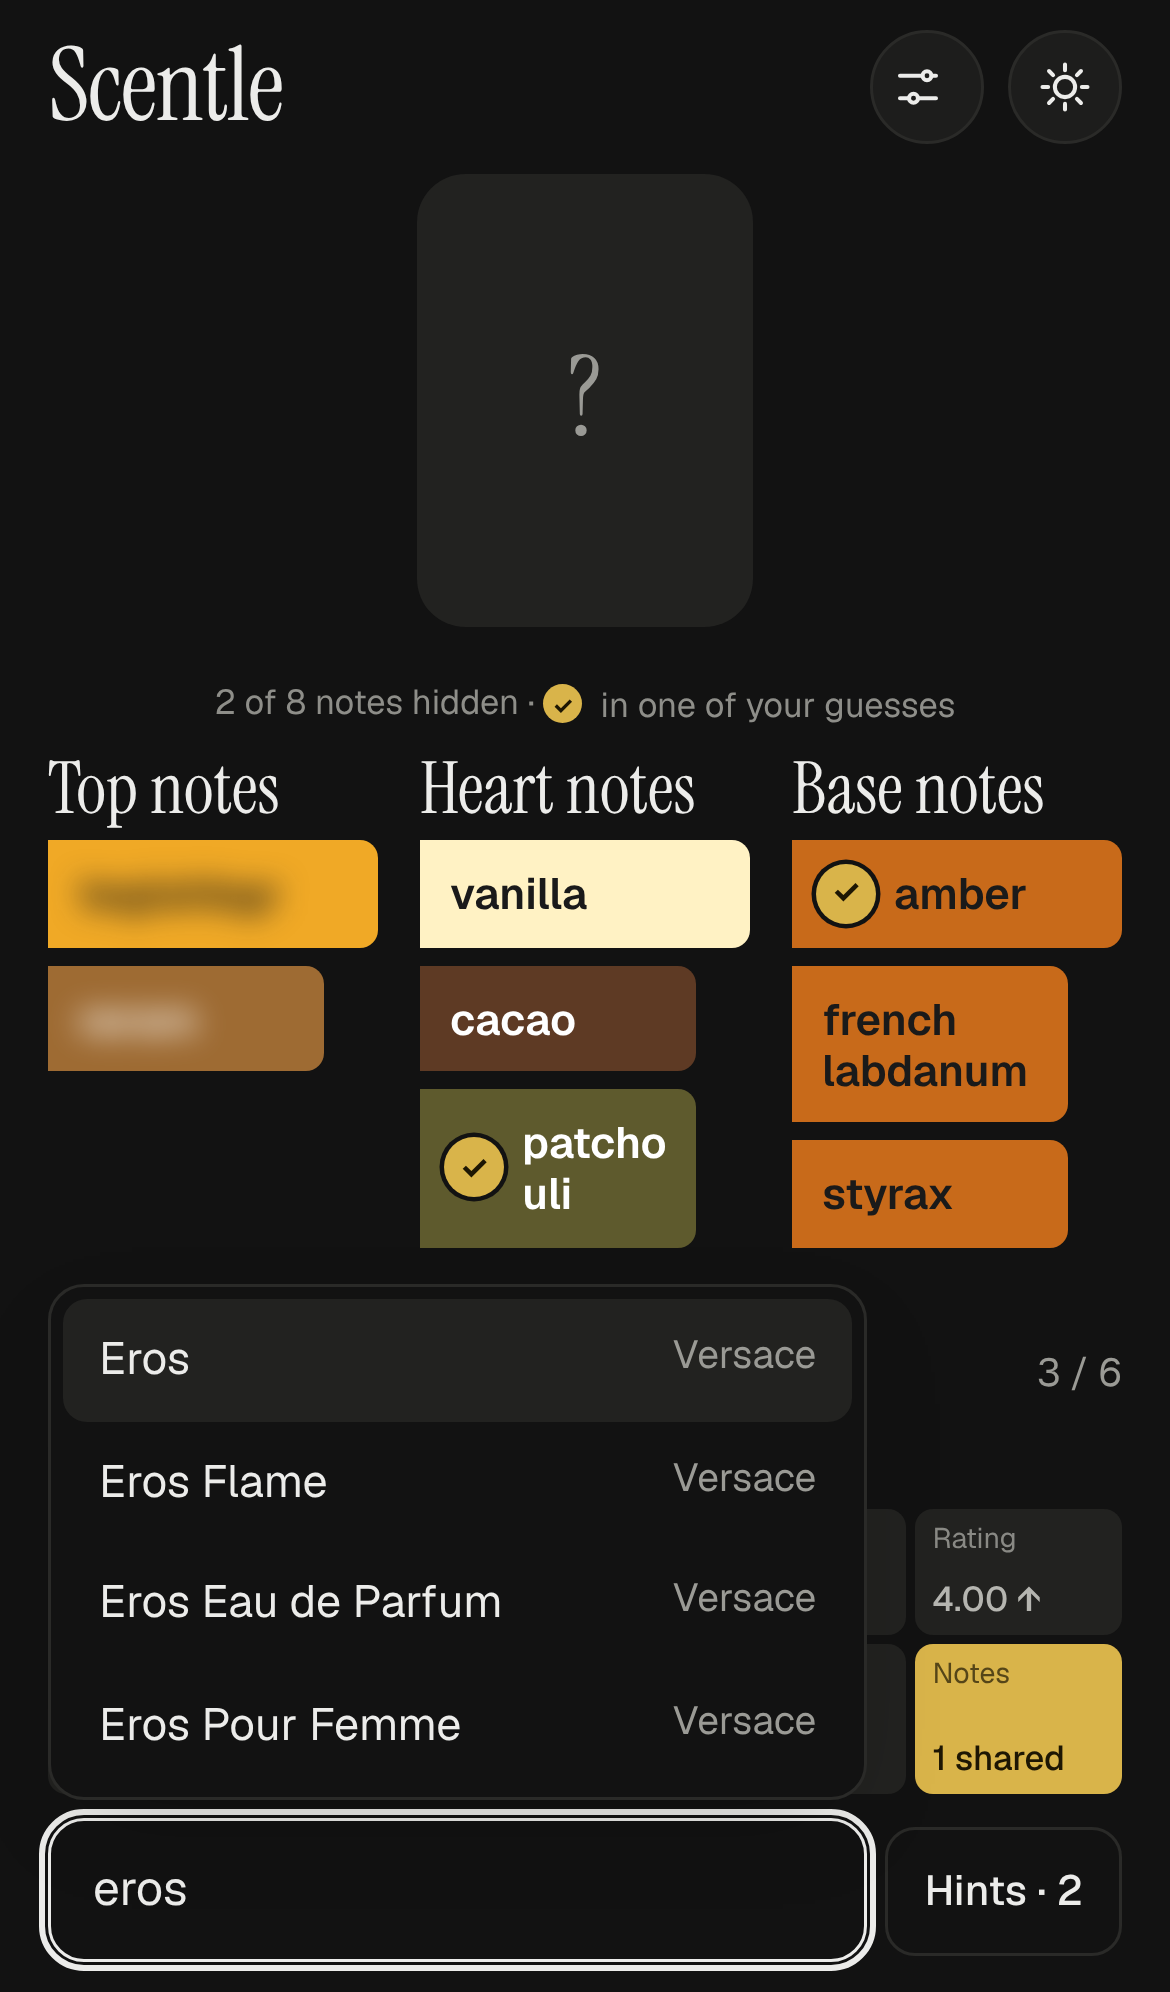 Scentle
?
2 of 8 notes hidden · in one of your guesses
Top notes
Heart notes
vanilla
cacao
patcho
uli
Base notes
amber
french
labdanum
styrax
Eros Versace
Eros Flame Versace
Eros Eau de Parfum Versace
Eros Pour Femme Versace
3 / 6
Rating
4.00 ↑
Notes
1 shared
eros
Hints · 2